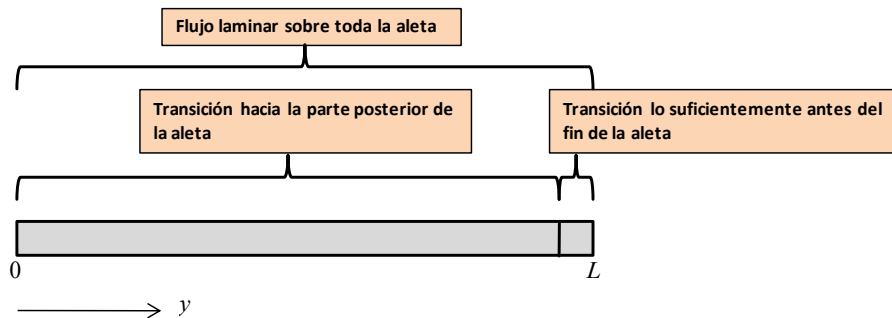 Flujo laminar sobre toda la aleta
Transición hacia la parte posterior de
la aleta
Transición lo suficientemente antes del
fin de la aleta
0
L
y